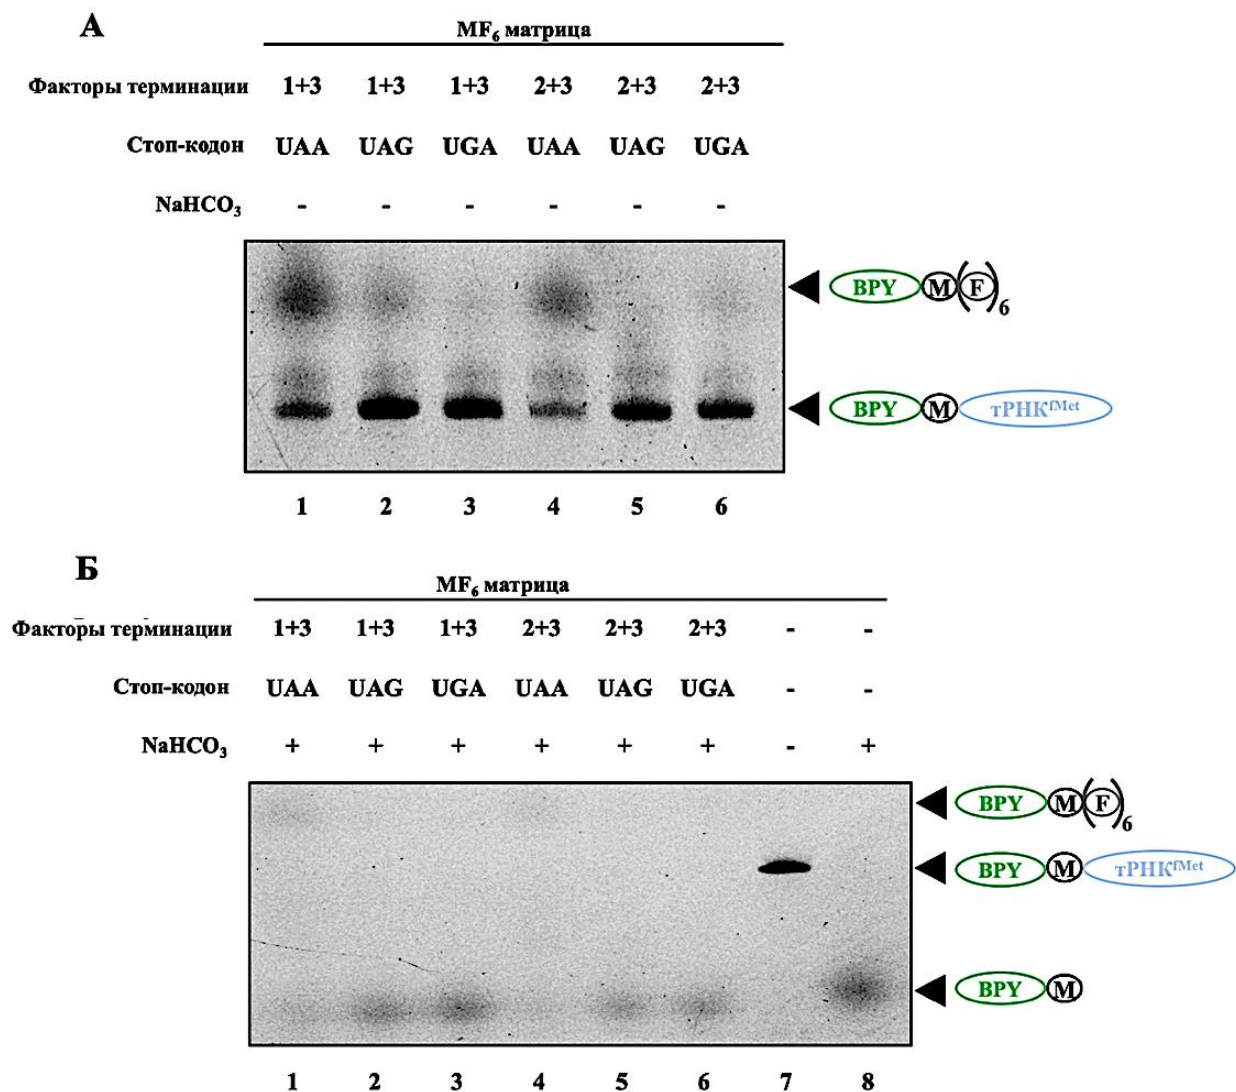 А
MF₆ матрица
Факторы терминации 1+3 1+3 1+3 2+3 2+3 2+3
Стоп-кодон UAA UAG UGA UAA UAG UGA
NaHCO₃ - - - - - -
BPY M (F)₆
BPY M тРНКᶠᴹᵉᵗ
1 2 3 4 5 6
Б
MF₆ матрица
Факторы терминации 1+3 1+3 1+3 2+3 2+3 2+3 - -
Стоп-кодон UAA UAG UGA UAA UAG UGA - -
NaHCO₃ + + + + + + - +
BPY M (F)₆
BPY M тРНКᶠᴹᵉᵗ
BPY M
1 2 3 4 5 6 7 8